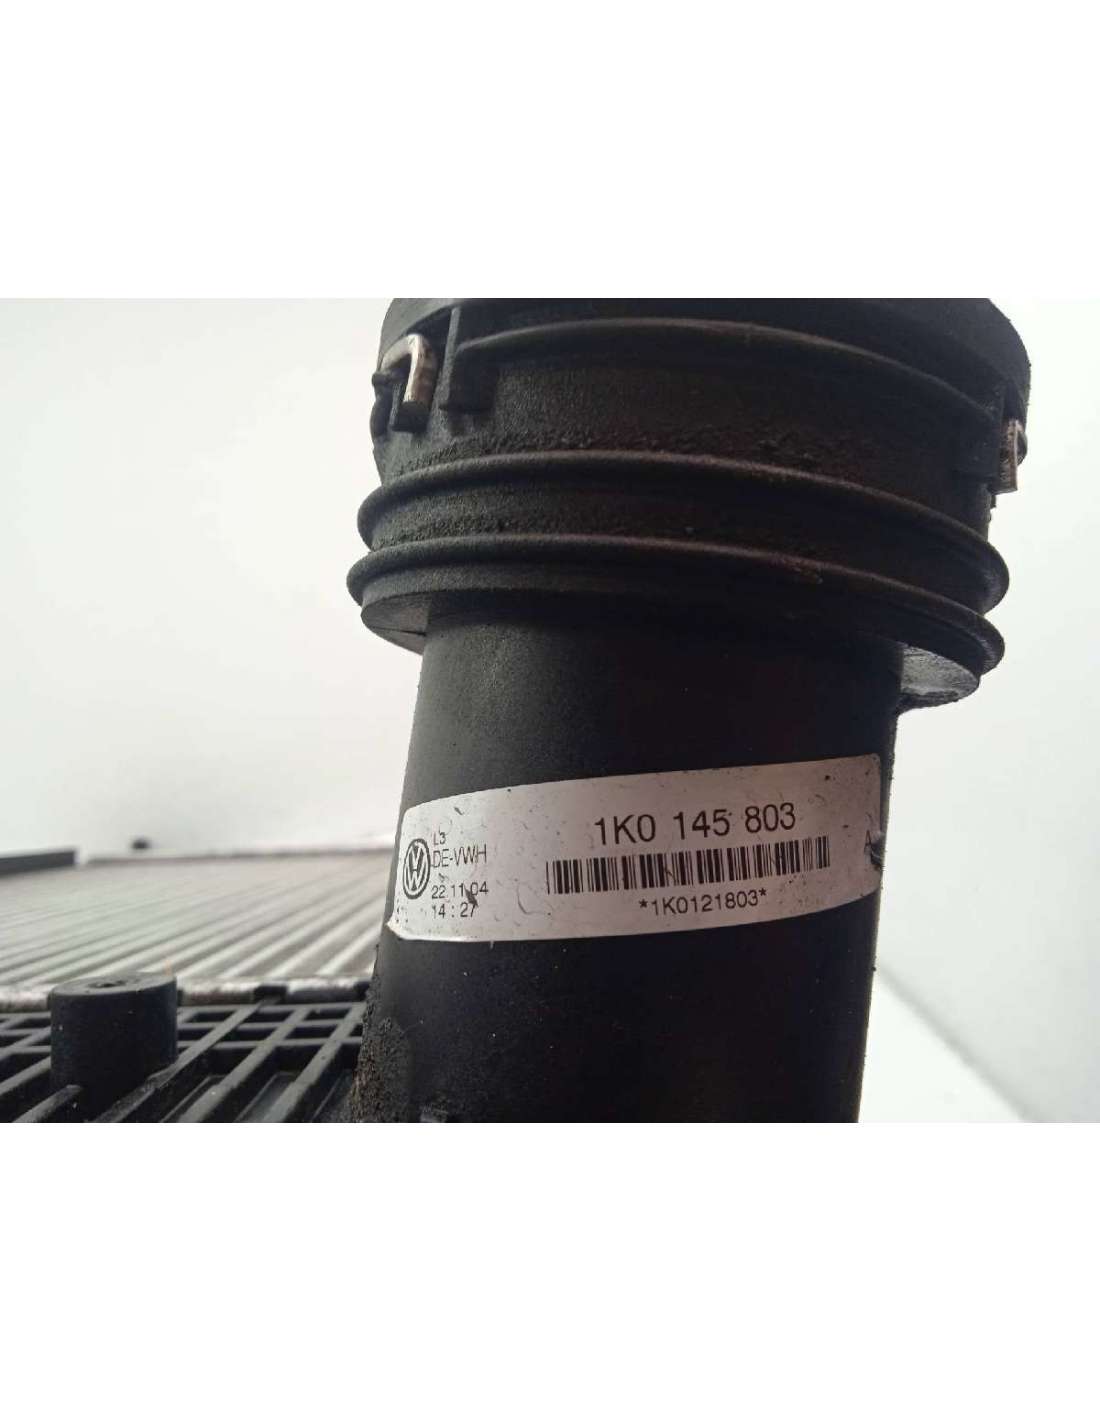 1K0 145 803
L3
DE-VWH
22 11 04
14 : 27
*1K0121803*
A